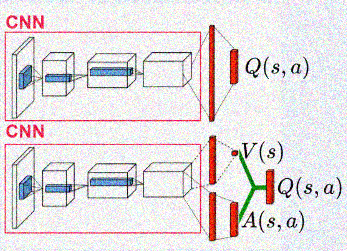 CNN
Q(s, a)
CNN
V(s)
Q(s, a)
A(s, a)